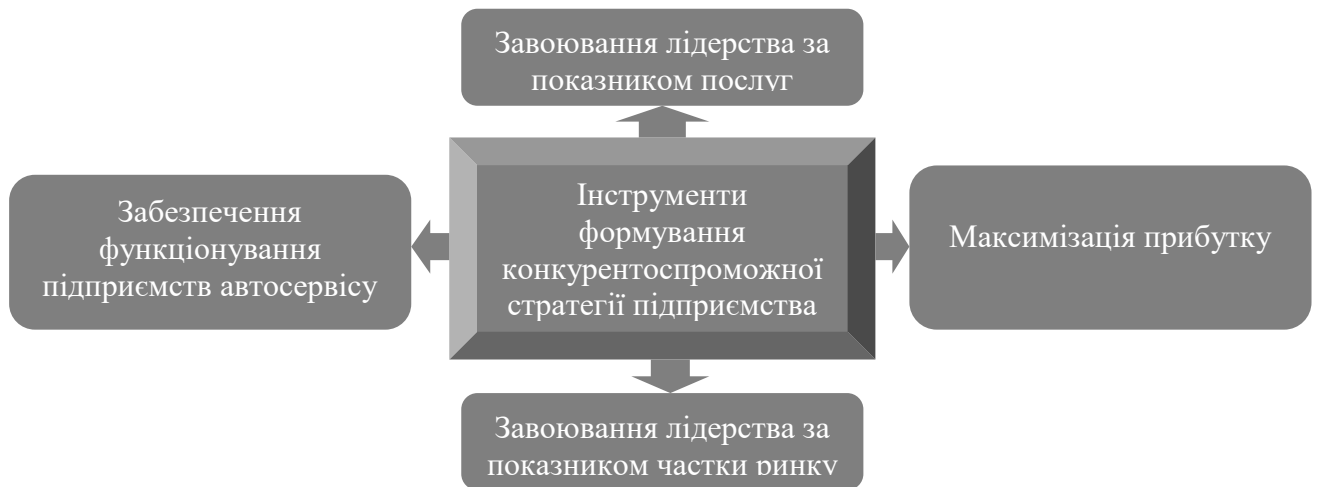 Завоювання лідерства за
показником послуг
Забезпечення
функціонування
підприємств автосервісу
Інструменти
формування
конкурентоспроможної
стратегії підприємства
Максимізація прибутку
Завоювання лідерства за
показником частки ринку